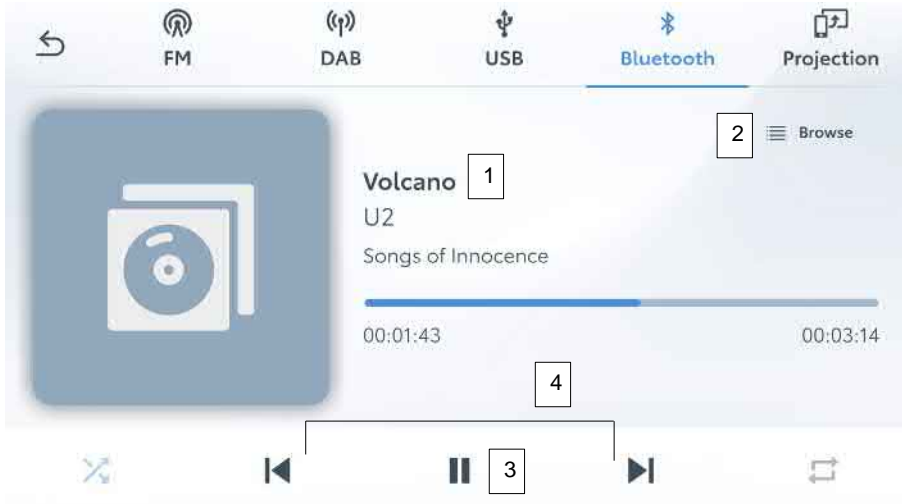 FM DAB USB Bluetooth Projection
2 Browse
Volcano 1
U2
Songs of Innocence
00:01:43 00:03:14
4
3